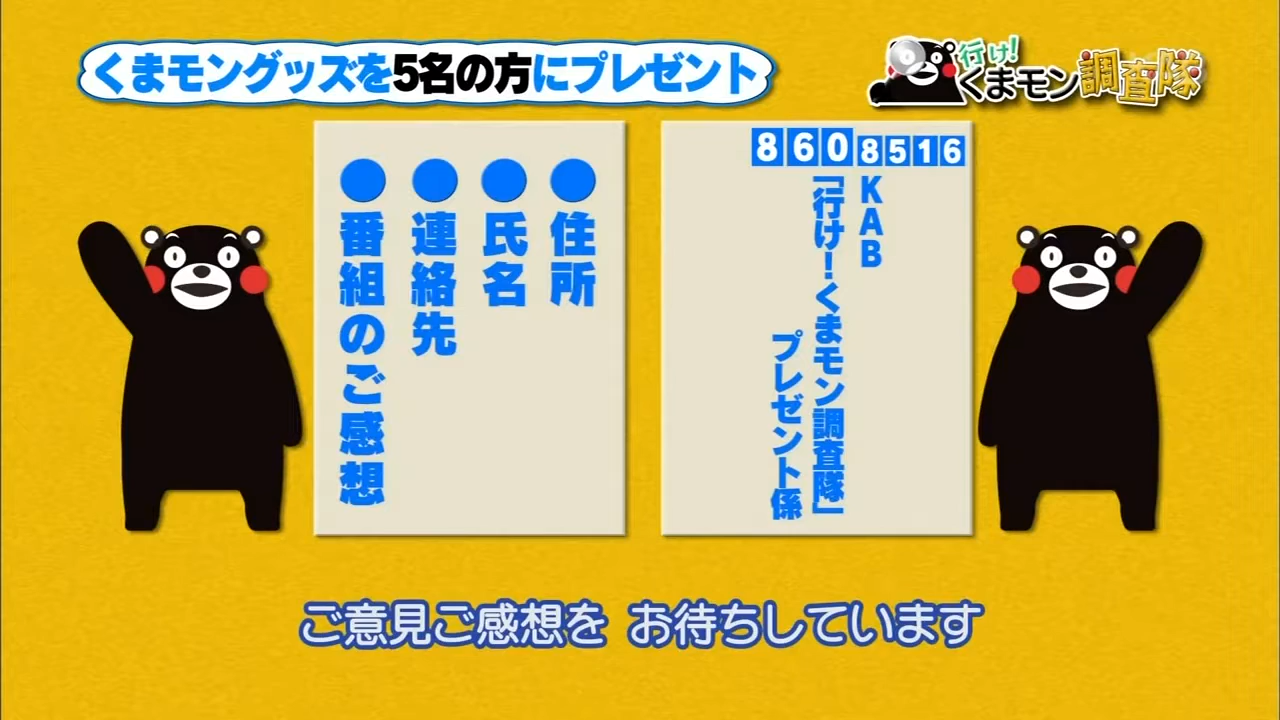 くまモングッズを5名の方にプレゼント
行け!
くまモン調査隊
8608516
KAB
「行け!くまモン調査隊」
プレゼント係
●住所
●氏名
●連絡先
●番組のご感想
ご意見ご感想を お待ちしています